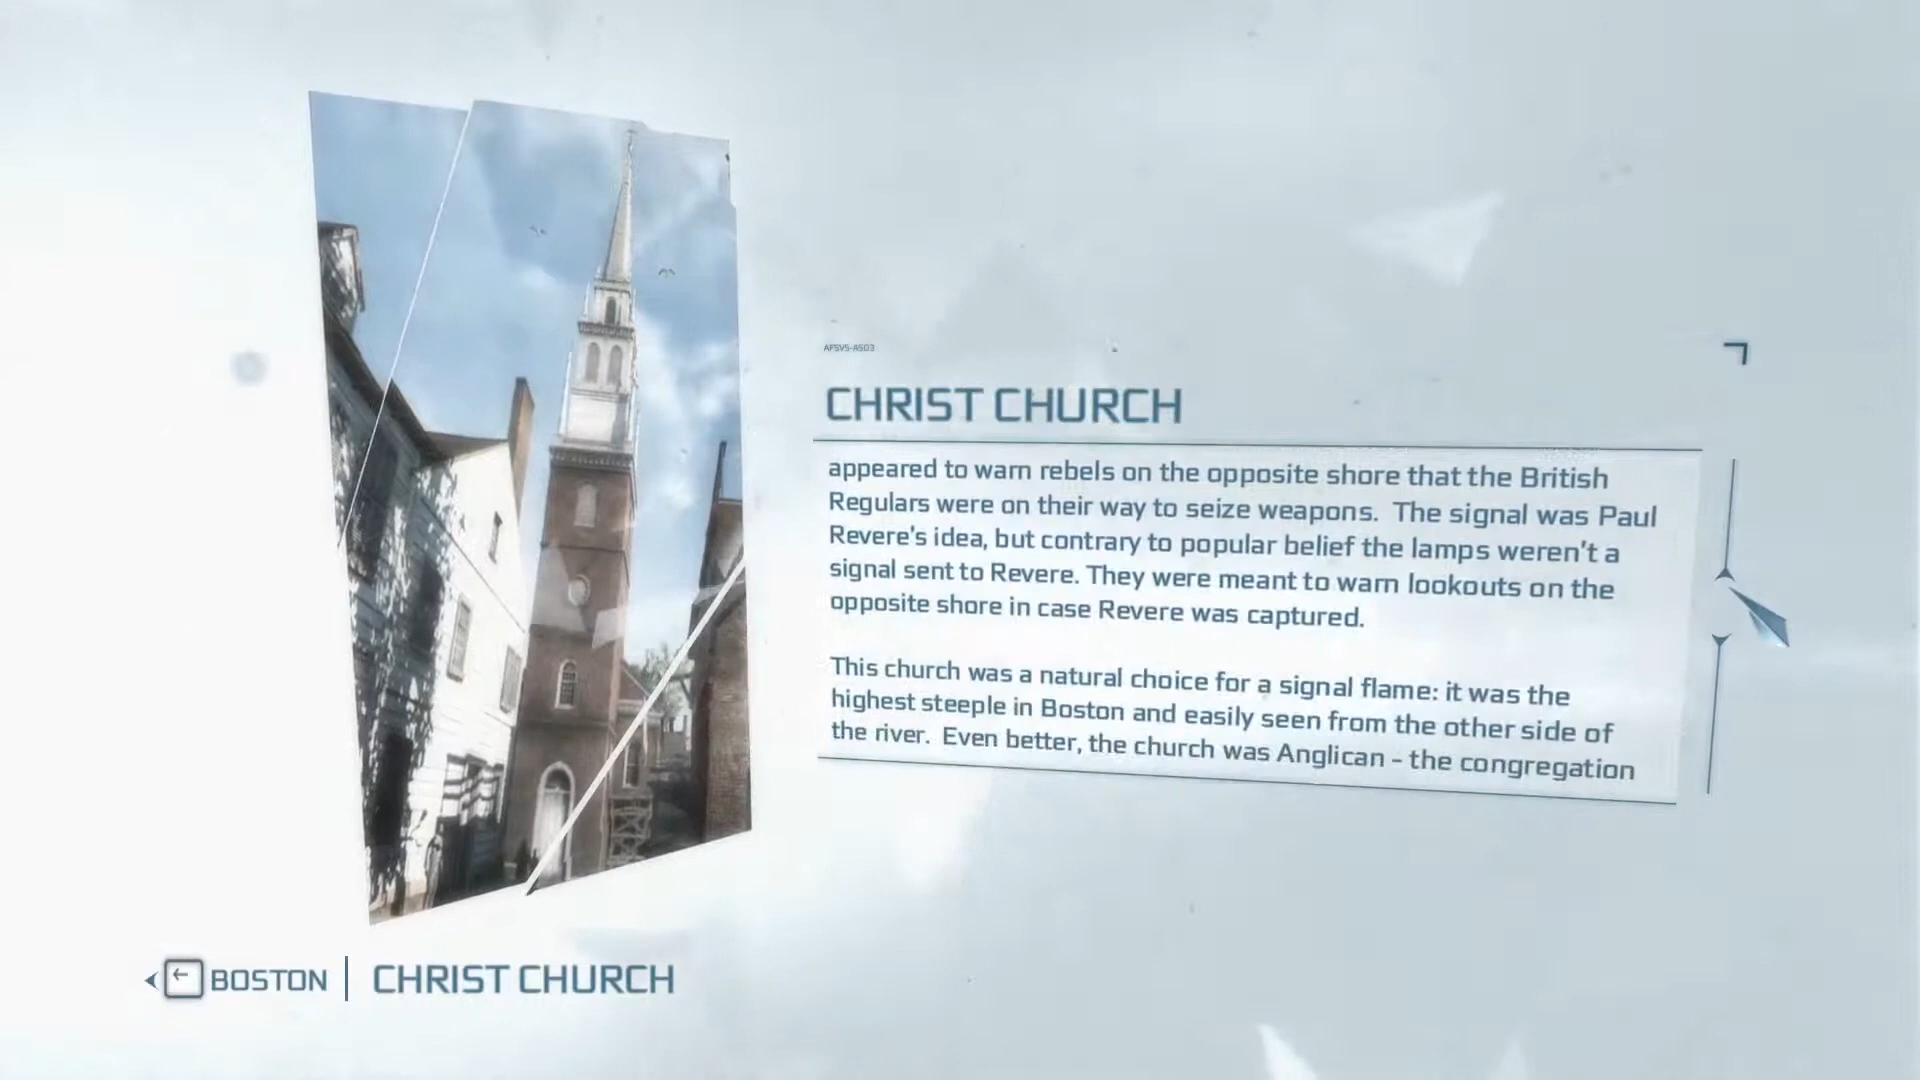 APSV5-AS03
CHRIST CHURCH
appeared to warn rebels on the opposite shore that the British
Regulars were on their way to seize weapons.  The signal was Paul
Revere's idea, but contrary to popular belief the lamps weren't a
signal sent to Revere. They were meant to warn lookouts on the
opposite shore in case Revere was captured.
This church was a natural choice for a signal flame: it was the
highest steeple in Boston and easily seen from the other side of
the river.  Even better, the church was Anglican - the congregation
BOSTON
CHRIST CHURCH